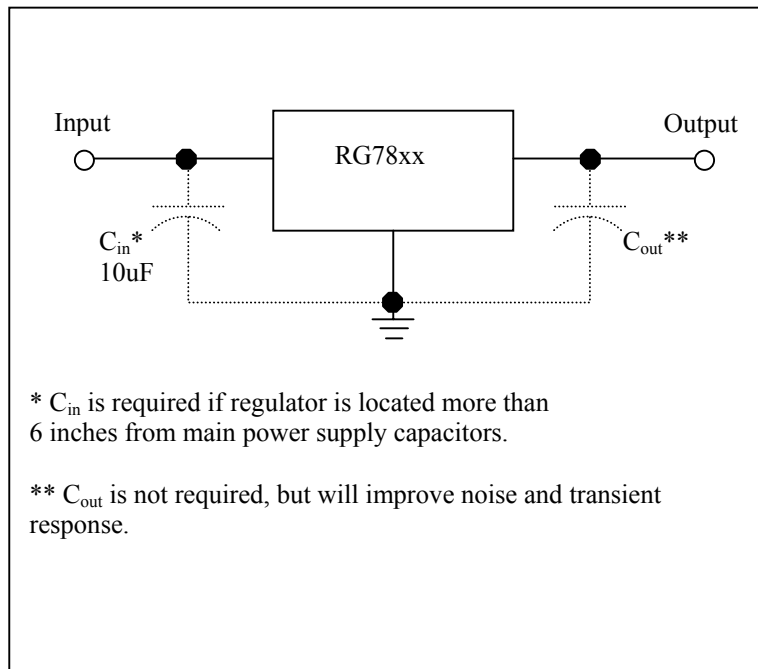 Input
Output
RG78xx
Cin*
10uF
Cout**
* Cin is required if regulator is located more than
6 inches from main power supply capacitors.
** Cout is not required, but will improve noise and transient
response.